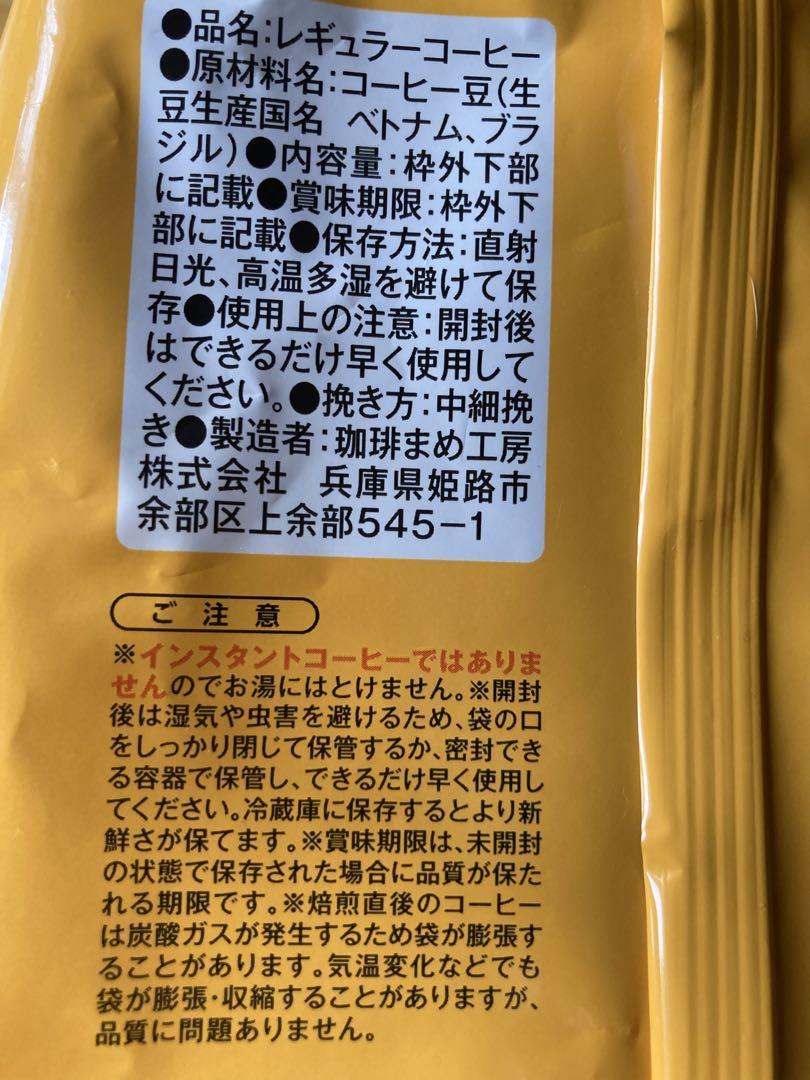 ●品名:レギュラーコーヒー
●原材料名:コーヒー豆(生
豆生産国名　ベトナム、ブラ
ジル)●内容量:枠外下部
に記載●賞味期限:枠外下
部に記載●保存方法:直射
日光、高温多湿を避けて保
存●使用上の注意:開封後
はできるだけ早く使用して
ください。●挽き方:中細挽
き●製造者:珈琲まめ工房
株式会社　兵庫県姫路市
余部区上余部545-1
ご注意
※インスタントコーヒーではありま
せんのでお湯にはとけません。※開封
後は湿気や虫害を避けるため、袋の口
をしっかり閉じて保管するか、密封でき
る容器で保管し、できるだけ早く使用し
てください。冷蔵庫に保存するとより新
鮮さが保てます。※賞味期限は、未開封
の状態で保存された場合に品質が保た
れる期限です。※焙煎直後のコーヒー
は炭酸ガスが発生するため袋が膨張す
ることがあります。気温変化などでも
袋が膨張・収縮することがありますが、
品質に問題ありません。